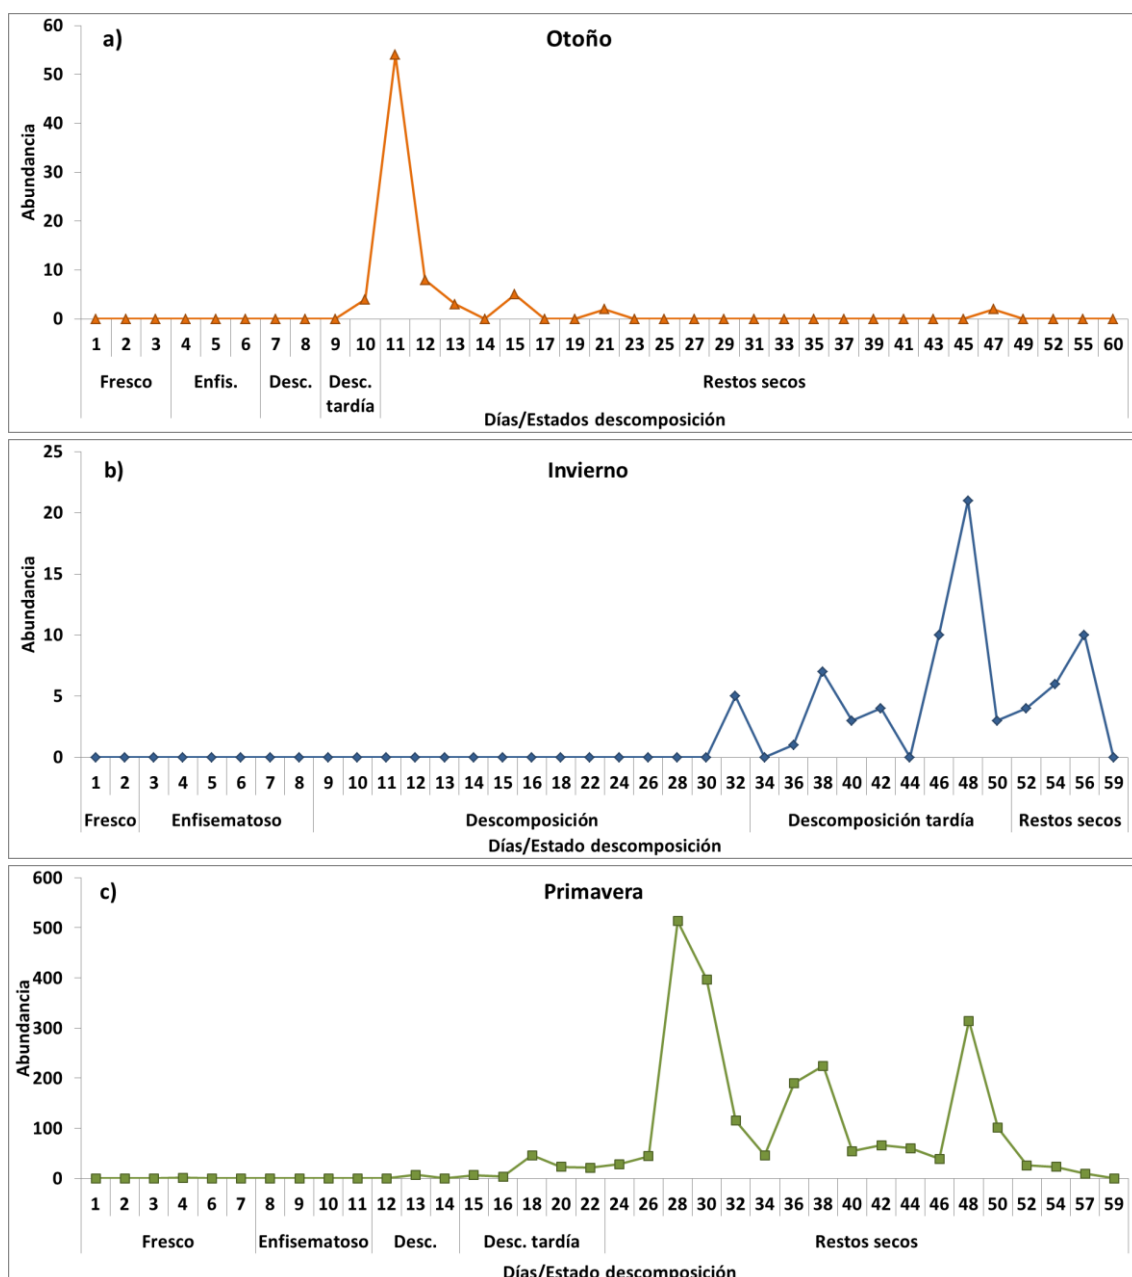 a)
Otoño
Abundancia
60
50
40
30
20
10
0
1 2 3 4 5 6 7 8 9 10 11 12 13 14 15 17 19 21 23 25 27 29 31 33 35 37 39 41 43 45 47 49 52 55 60
Fresco Enfis. Desc. Desc. tardía Restos secos
Días/Estados descomposición
b)
Invierno
Abundancia
25
20
15
10
5
0
1 2 3 4 5 6 7 8 9 10 11 12 13 14 15 16 18 22 24 26 28 30 32 34 36 38 40 42 44 46 48 50 52 54 56 59
Fresco Enfisematoso Descomposición Descomposición tardía Restos secos
Días/Estado descomposición
c)
Primavera
Abundancia
600
500
400
300
200
100
0
1 2 3 4 6 7 8 9 10 11 12 13 14 15 16 18 20 22 24 26 28 30 32 34 36 38 40 42 44 46 48 50 52 54 57 59
Fresco Enfisematoso Desc. Desc. tardía Restos secos
Días/Estado descomposición